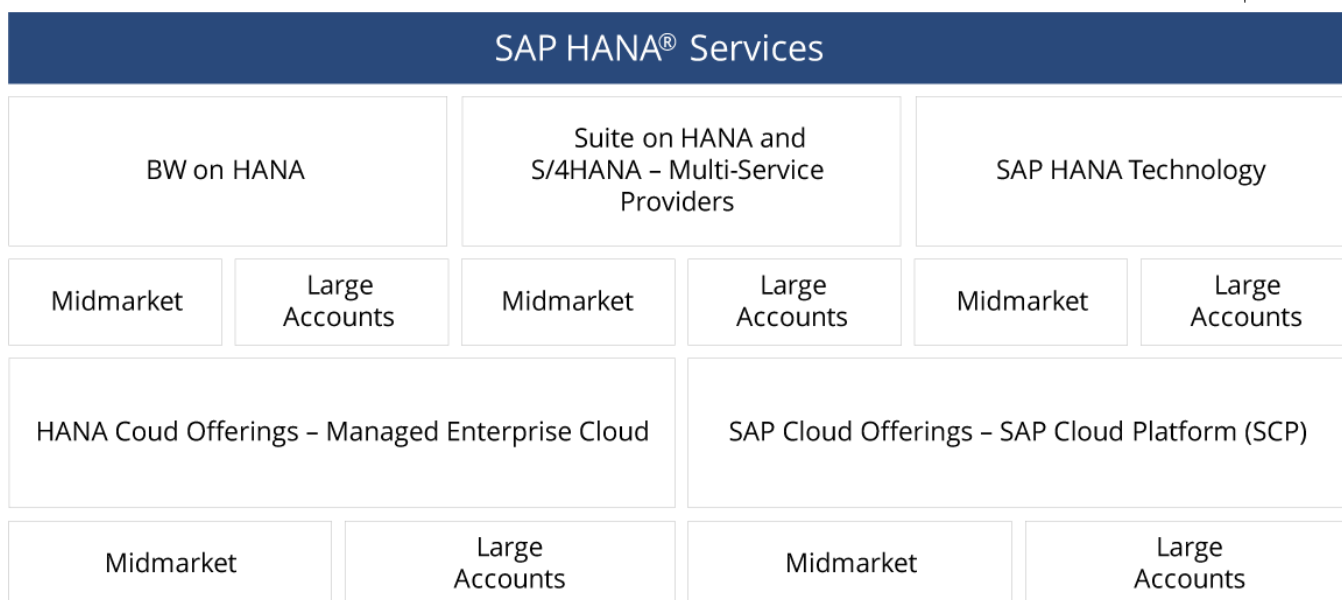 SAP HANA® Services
BW on HANA
Suite on HANA and
S/4HANA – Multi-Service
Providers
SAP HANA Technology
Midmarket
Large
Accounts
Midmarket
Large
Accounts
Midmarket
Large
Accounts
HANA Coud Offerings – Managed Enterprise Cloud
SAP Cloud Offerings – SAP Cloud Platform (SCP)
Midmarket
Large
Accounts
Midmarket
Large
Accounts